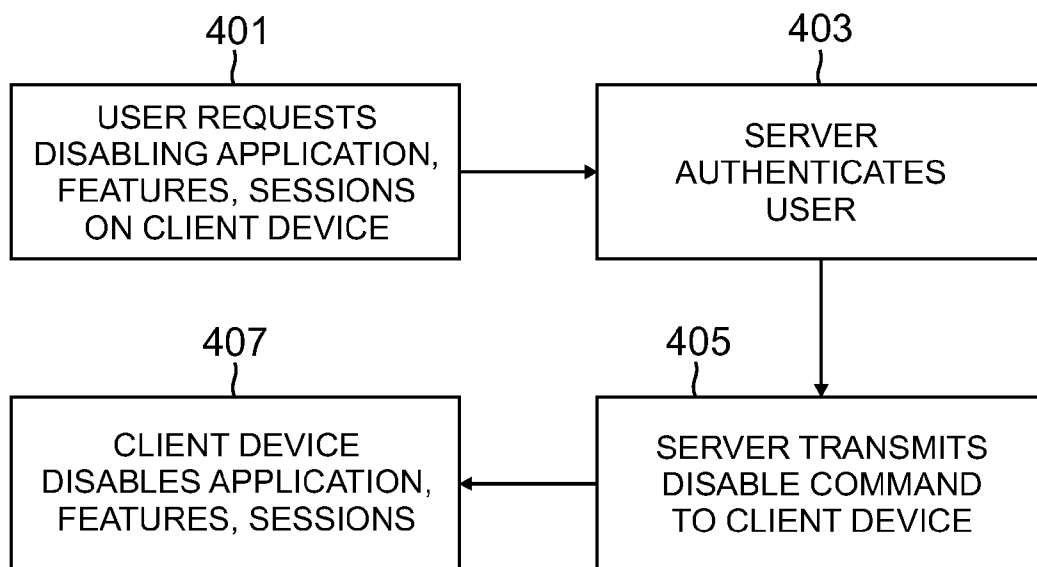 401
USER REQUESTS
DISABLING APPLICATION,
FEATURES, SESSIONS
ON CLIENT DEVICE
403
SERVER
AUTHENTICATES
USER
405
SERVER TRANSMITS
DISABLE COMMAND
TO CLIENT DEVICE
407
CLIENT DEVICE
DISABLES APPLICATION,
FEATURES, SESSIONS